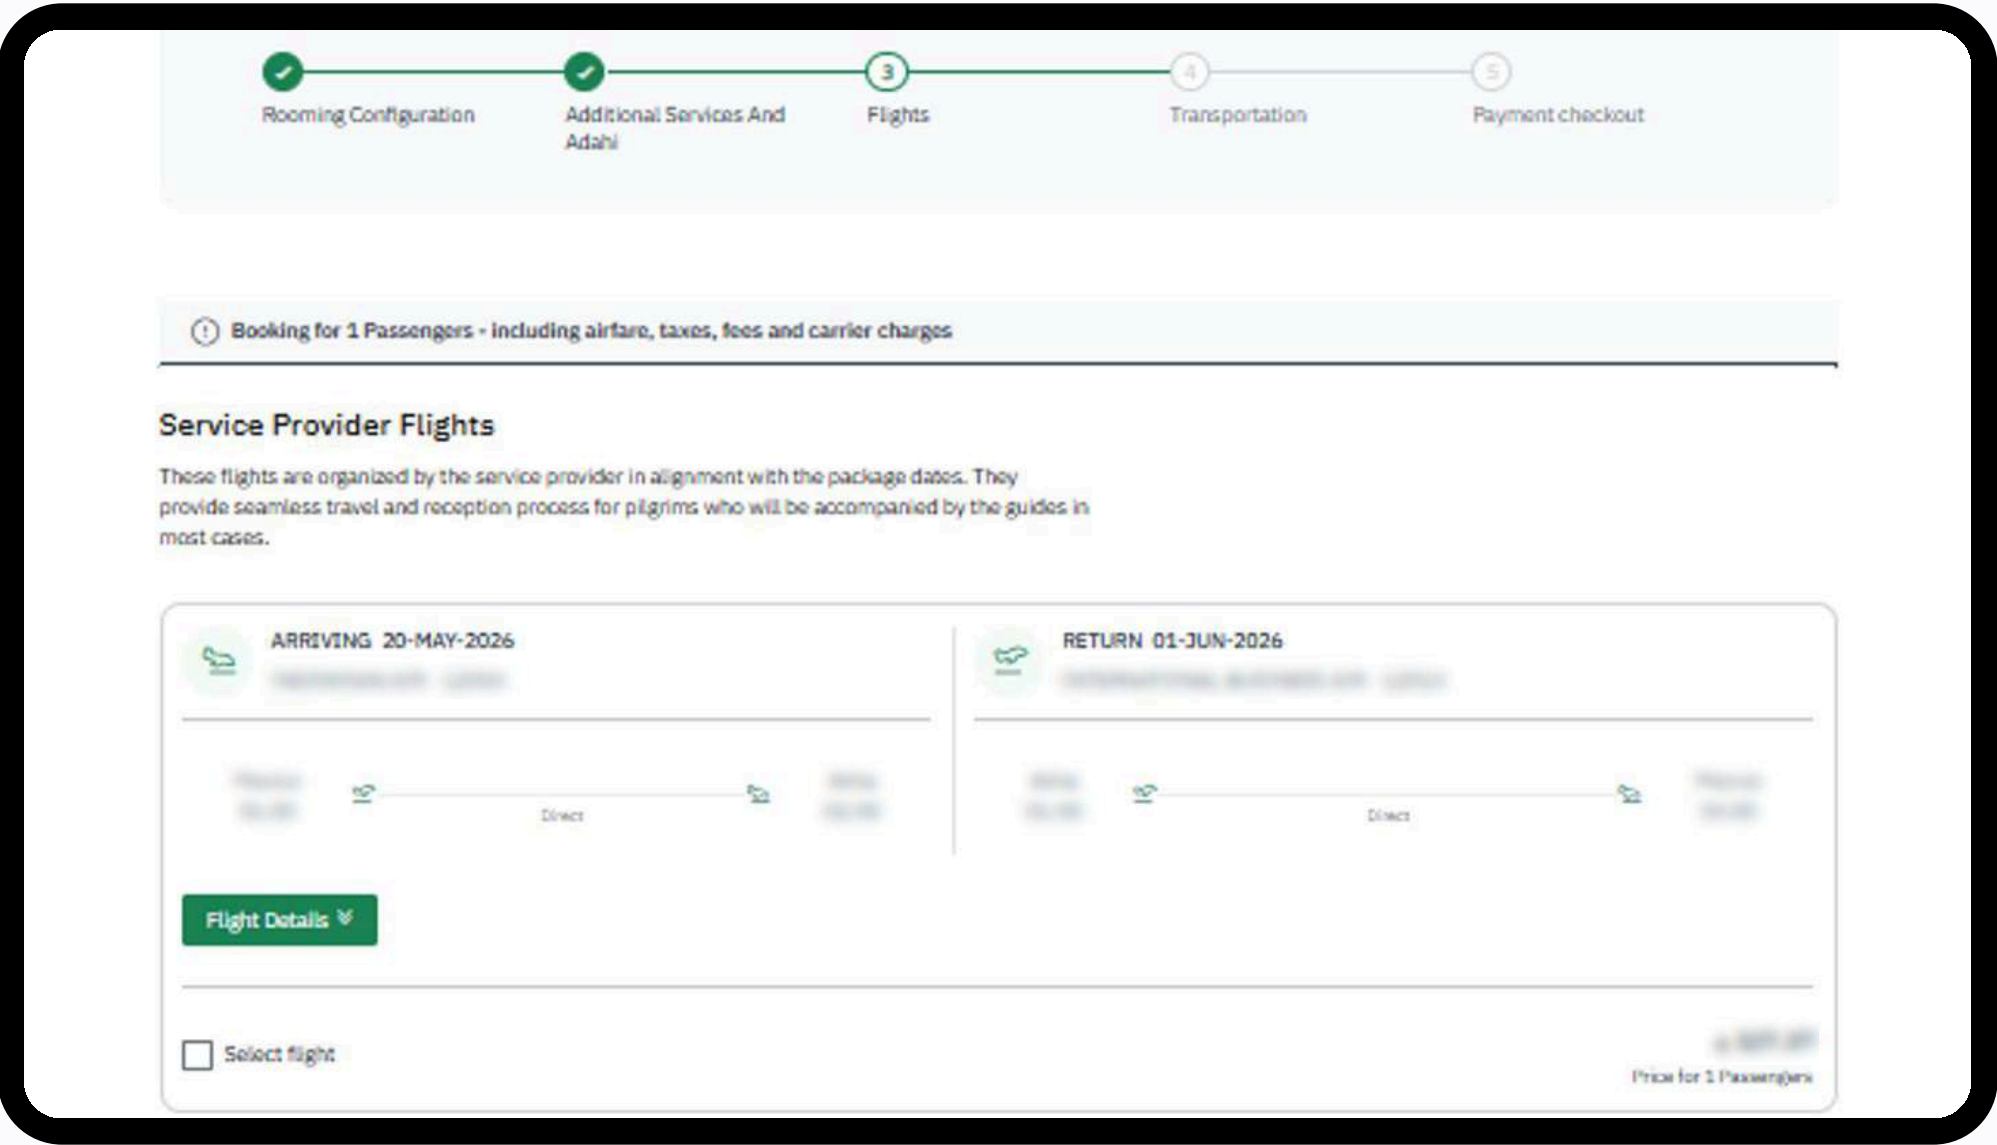 3
4
5
Rooming Configuration
Additional Services And
Adahi
Flights
Transportation
Payment checkout
Booking for 1 Passengers - including airfare, taxes, fees and carrier charges
Service Provider Flights
These flights are organized by the service provider in alignment with the package dates. They
provide seamless travel and reception process for pilgrims who will be accompanied by the guides in
most cases.
ARRIVING 20-MAY-2026
RETURN 01-JUN-2026
Direct
Direct
Flight Details
Select flight
Price for 1 Passengers